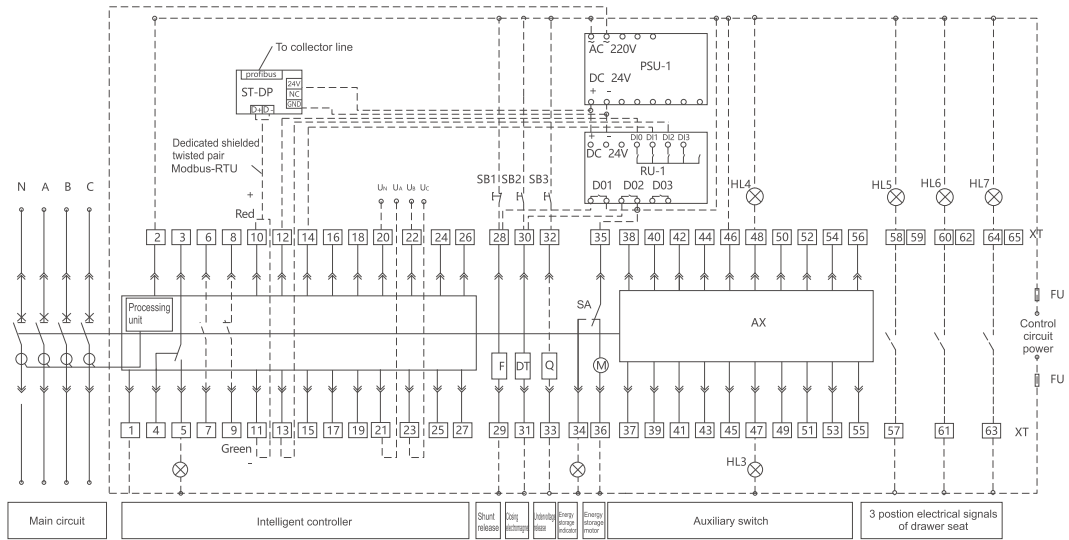 To collector line
profibus
ST-DP
24V
NC
GND
D+ D-
AC 220V
PSU-1
DC 24V
+ -
+ - DI0 DI1 DI2 DI3
DC 24V
RU-1
D01 D02 D03
Dedicated shielded
twisted pair
Modbus-RTU
+
Red
UN UA UB UC
SB1 SB2 SB3
HL4
HL5 HL6 HL7
N A B C
2 3 6 8 10 12 14 16 18 20 22 24 26 28 30 32 35 38 40 42 44 46 48 50 52 54 56 58 59 60 62 64 65 XT
Processing
unit
SA
AX
F DT Q M
FU
Control
circuit
power
FU
1 4 5 7 9 11 13 15 17 19 21 23 25 27 29 31 33 34 36 37 39 41 43 45 47 49 51 53 55 57 61 63 XT
Green
-
HL3
Main circuit
Intelligent controller
Shunt
release
Closing
electromagnet
Undervoltage
release
Energy
storage
indicator
Energy
storage
motor
Auxiliary switch
3 postion electrical signals
of drawer seat